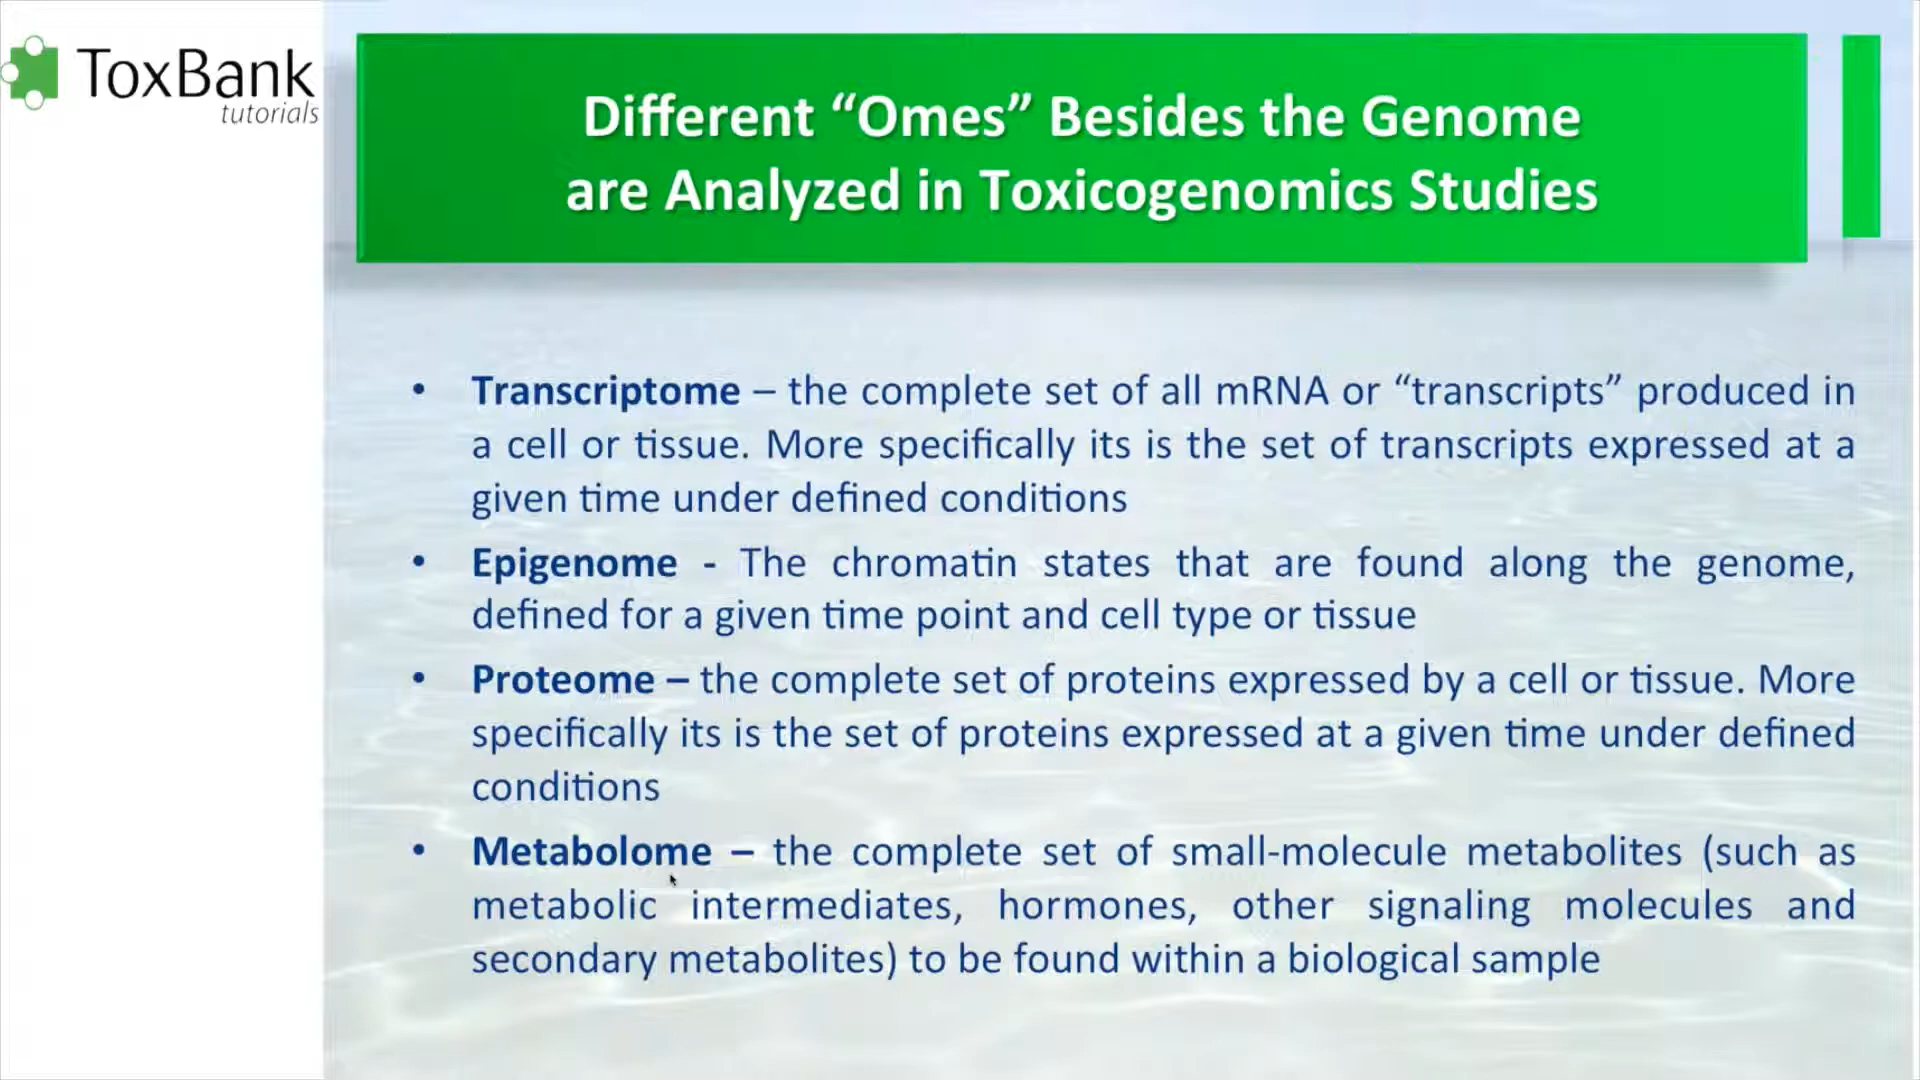 ToxBank
tutorials
Different “Omes” Besides the Genome
are Analyzed in Toxicogenomics Studies
• Transcriptome – the complete set of all mRNA or “transcripts” produced in
a cell or tissue. More specifically its is the set of transcripts expressed at a
given time under defined conditions
• Epigenome - The chromatin states that are found along the genome,
defined for a given time point and cell type or tissue
• Proteome – the complete set of proteins expressed by a cell or tissue. More
specifically its is the set of proteins expressed at a given time under defined
conditions
• Metabolome – the complete set of small-molecule metabolites (such as
metabolic intermediates, hormones, other signaling molecules and
secondary metabolites) to be found within a biological sample